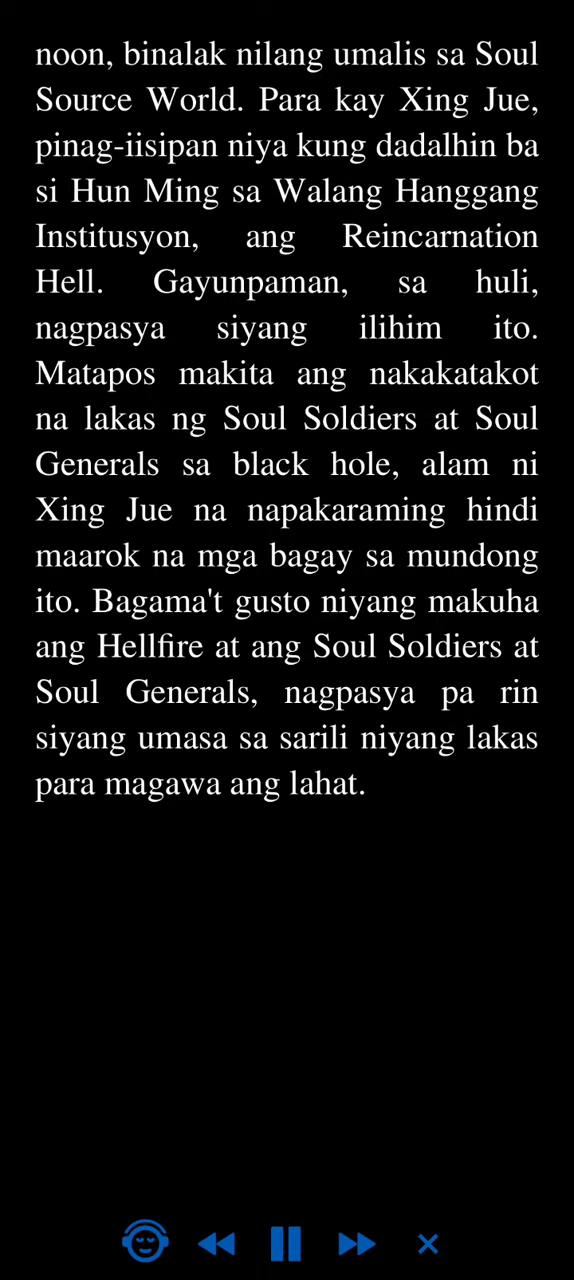 noon, binalak nilang umalis sa Soul
Source World. Para kay Xing Jue,
pinag-iisipan niya kung dadalhin ba
si Hun Ming sa Walang Hanggang
Institusyon, ang Reincarnation
Hell. Gayunpaman, sa huli,
nagpasya siyang ilihim ito.
Matapos makita ang nakakatakot
na lakas ng Soul Soldiers at Soul
Generals sa black hole, alam ni
Xing Jue na napakaraming hindi
maarok na mga bagay sa mundong
ito. Bagama't gusto niyang makuha
ang Hellfire at ang Soul Soldiers at
Soul Generals, nagpasya pa rin
siyang umasa sa sarili niyang lakas
para magawa ang lahat.